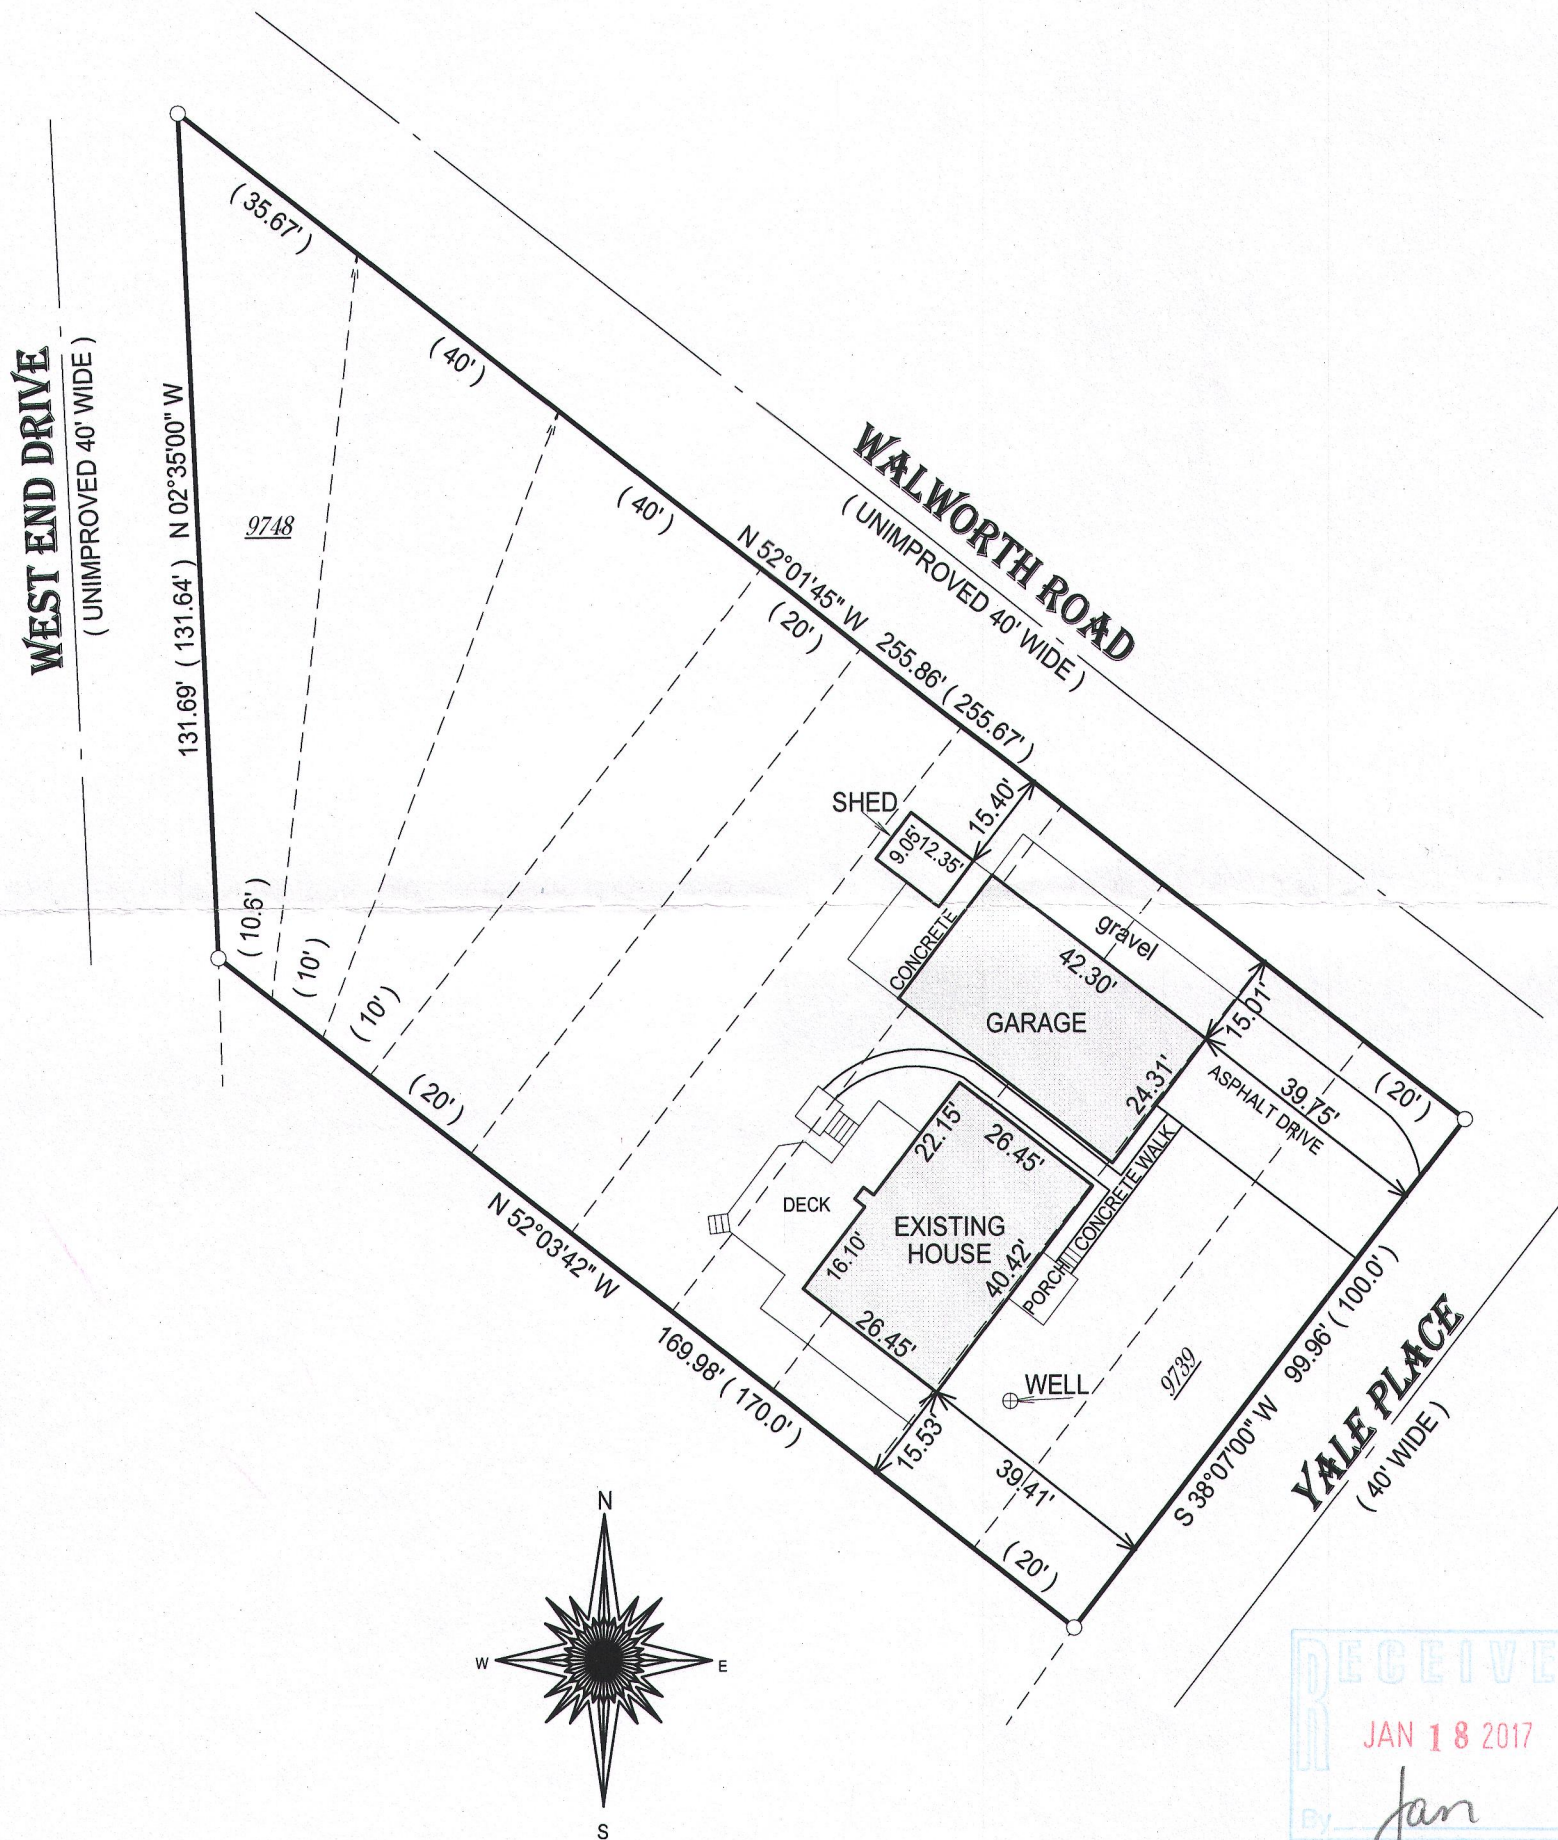 WEST END DRIVE
( UNIMPROVED 40' WIDE )
131.69' ( 131.64' ) N 02°35'00" W
( 35.67' )
( 40' )
( 40' )
N 52°01'45" W 255.86' ( 255.67' )
( 20' )
WALWORTH ROAD
( UNIMPROVED 40' WIDE )
9748
SHED
9.05'
12.35'
15.40'
CONCRETE
gravel
42.30'
GARAGE
15.01'
24.31'
39.75'
ASPHALT DRIVE
( 20' )
( 10.6' )
( 10' )
( 10' )
( 20' )
N 52°03'42" W
169.98' ( 170.0' )
22.15'
26.45'
CONCRETE WALK
DECK
EXISTING
HOUSE
16.10'
40.42'
PORCH
26.45'
WELL
9739
15.53'
39.41'
( 20' )
S 38°07'00" W 99.96' ( 100.0' )
YALE PLACE
( 40' WIDE )
N
W
E
S
RECEIVE
JAN 18 2017
By Jan